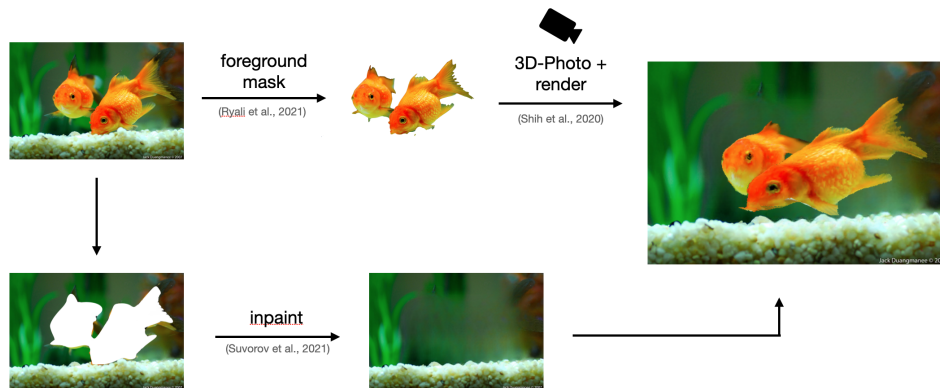 foreground
mask
(Ryali et al., 2021)
3D-Photo +
render
(Shih et al., 2020)
inpaint
(Suvorov et al., 2021)
Jack Duangmanee © 20